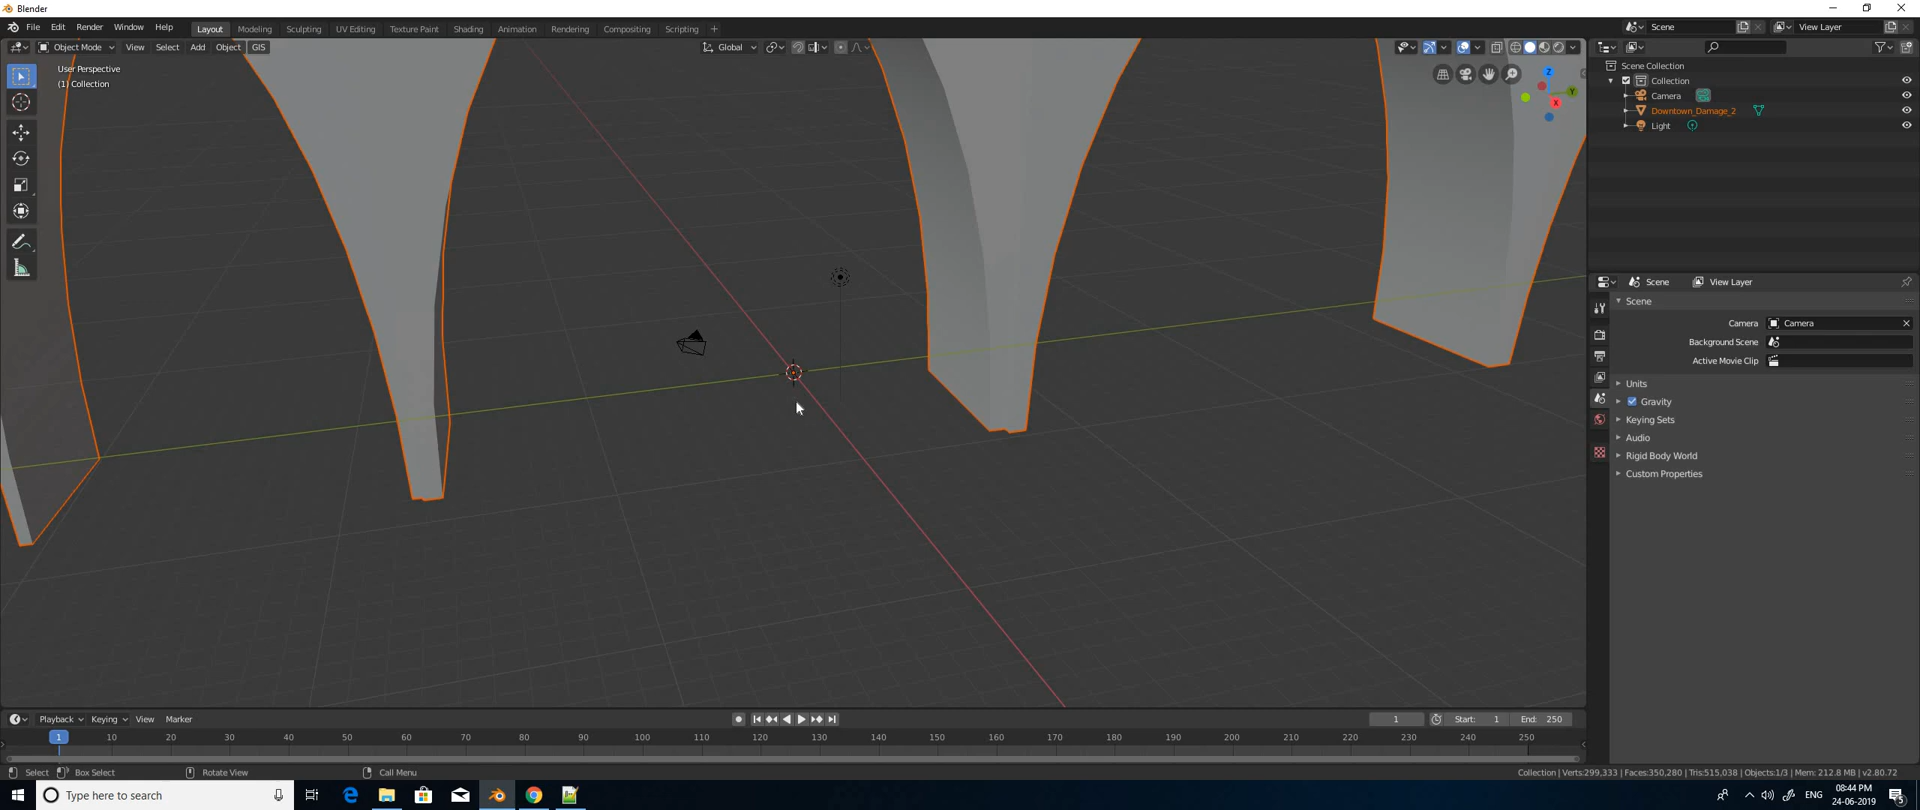 Blender
File Edit Render Window Help
Layout Modeling Sculpting UV Editing Texture Paint Shading Animation Rendering Compositing Scripting +
Scene
View Layer
Object Mode View Select Add Object GIS
Global
User Perspective
(1) Collection
Z
Y
X
Scene Collection
Collection
Camera
Downtown_Damage_2
Light
Scene View Layer
Scene
Camera Camera
Background Scene
Active Movie Clip
Units
Gravity
Keying Sets
Audio
Rigid Body World
Custom Properties
Playback Keying View Marker
1 Start: 1 End: 250
1 10 20 30 40 50 60 70 80 90 100 110 120 130 140 150 160 170 180 190 200 210 220 230 240 250
Select Box Select Rotate View Call Menu
Collection | Verts:299,333 | Faces:350,280 | Tris:515,038 | Objects:1/3 | Mem: 212.8 MB | v2.80.72
Type here to search
ENG
08:44 PM
24-06-2019
5